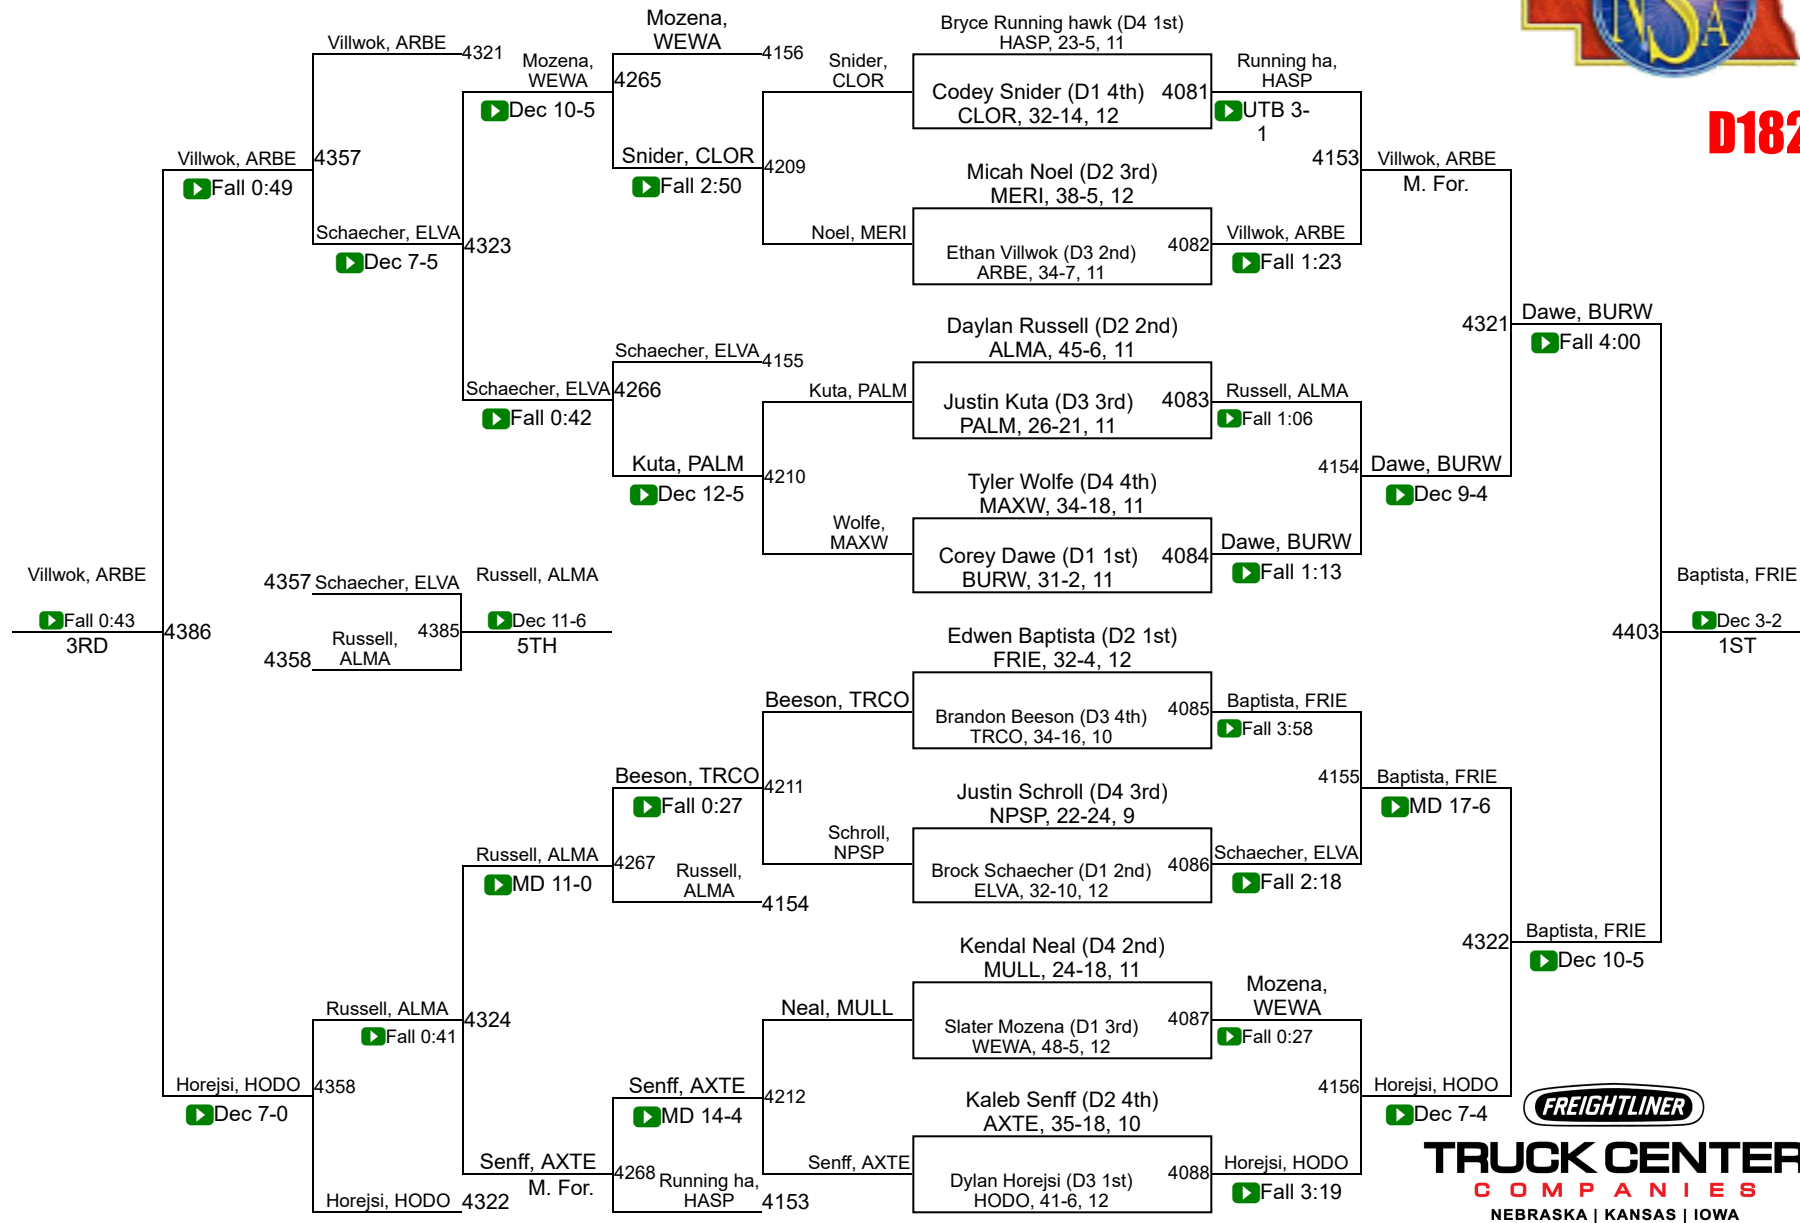 NSA
D182
Villwok, ARBE
4321
Schaecher, ELVA
4323
Dec 7-5
Villwok, ARBE
4357
Fall 0:49
Mozena,
WEWA
4156
Mozena,
WEWA
4265
Dec 10-5
Snider, CLOR
4209
Fall 2:50
Snider,
CLOR
Noel, MERI
Schaecher, ELVA
4155
Schaecher, ELVA
4266
Fall 0:42
Kuta, PALM
4210
Dec 12-5
Kuta, PALM
Wolfe,
MAXW
Villwok, ARBE
Fall 0:43
4386
3RD
4357
Schaecher, ELVA
4358
Russell,
ALMA
4385
Russell, ALMA
Dec 11-6
5TH
Beeson, TRCO
Beeson, TRCO
4211
Fall 0:27
Schroll,
NPSP
Russell, ALMA
4267
MD 11-0
Russell,
ALMA
4154
Russell, ALMA
4324
Fall 0:41
Horejsi, HODO
4358
Dec 7-0
Neal, MULL
Senff, AXTE
4212
MD 14-4
Senff, AXTE
Senff, AXTE
4268
M. For.
Running ha,
HASP
4153
Horejsi, HODO
4322
Bryce Running hawk (D4 1st)
HASP, 23-5, 11
Codey Snider (D1 4th)
4081
CLOR, 32-14, 12
Micah Noel (D2 3rd)
MERI, 38-5, 12
Ethan Villwok (D3 2nd)
4082
ARBE, 34-7, 11
Daylan Russell (D2 2nd)
ALMA, 45-6, 11
Justin Kuta (D3 3rd)
4083
PALM, 26-21, 11
Tyler Wolfe (D4 4th)
MAXW, 34-18, 11
Corey Dawe (D1 1st)
4084
BURW, 31-2, 11
Edwen Baptista (D2 1st)
FRIE, 32-4, 12
Brandon Beeson (D3 4th)
4085
TRCO, 34-16, 10
Justin Schroll (D4 3rd)
NPSP, 22-24, 9
Brock Schaecher (D1 2nd)
4086
ELVA, 32-10, 12
Kendal Neal (D4 2nd)
MULL, 24-18, 11
Slater Mozena (D1 3rd)
4087
WEWA, 48-5, 12
Kaleb Senff (D2 4th)
AXTE, 35-18, 10
Dylan Horejsi (D3 1st)
4088
HODO, 41-6, 12
Running ha,
HASP
UTB 3-
1
Villwok, ARBE
Fall 1:23
4153
Villwok, ARBE
M. For.
Russell, ALMA
Fall 1:06
Dawe, BURW
Fall 1:13
4154
Dawe, BURW
Dec 9-4
4321
Dawe, BURW
Fall 4:00
Baptista, FRIE
Fall 3:58
Schaecher, ELVA
Fall 2:18
4155
Baptista, FRIE
MD 17-6
Mozena,
WEWA
Fall 0:27
Horejsi, HODO
Fall 3:19
4156
Horejsi, HODO
Dec 7-4
4322
Baptista, FRIE
Dec 10-5
4403
Baptista, FRIE
Dec 3-2
1ST
FREIGHTLINER
TRUCK CENTER
COMPANIES
NEBRASKA | KANSAS | IOWA